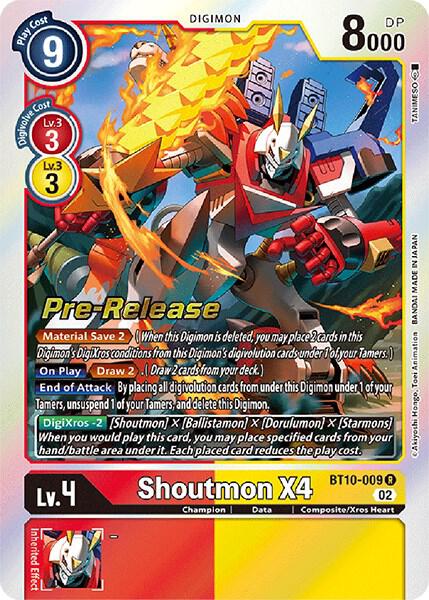 DIGIMON
Play Cost
9
8000
DP
Digivolve Cost
Lv.3
3
Lv.3
3
TANIMESO
©Akiyoshi Hongo, Toei Animation BANDAI MADE IN JAPAN
Pre-Release
Material Save 2 (When this Digimon is deleted, you may place 2 cards in this
Digimon's DigiXros conditions from this Digimon's digivolution cards under 1 of your Tamers.)
On Play Draw 2 . (Draw 2 cards from your deck.)
End of Attack By placing all digivolution cards from under this Digimon under 1 of your
Tamers, unsuspend 1 of your Tamers, and delete this Digimon.
DigiXros -2 [Shoutmon] × [Ballistamon] × [Dorulumon] × [Starmons]
When you would play this card, you may place specified cards from your
hand/battle area under it. Each placed card reduces the play cost.
Lv.4
Shoutmon X4
BT10-009 R
02
Champion | Data | Composite/Xros Heart
Inherited Effect
-